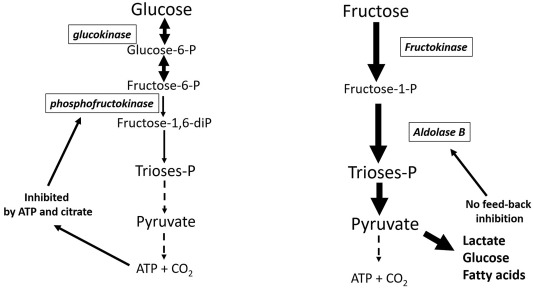 Glucose
glucokinase
Glucose-6-P
Fructose-6-P
phosphofructokinase
Fructose-1,6-diP
Trioses-P
Inhibited
by ATP and citrate
Pyruvate
ATP + CO₂
Fructose
Fructokinase
Fructose-1-P
Aldolase B
Trioses-P
No feed-back
inhibition
Pyruvate
Lactate
Glucose
Fatty acids
ATP + CO₂